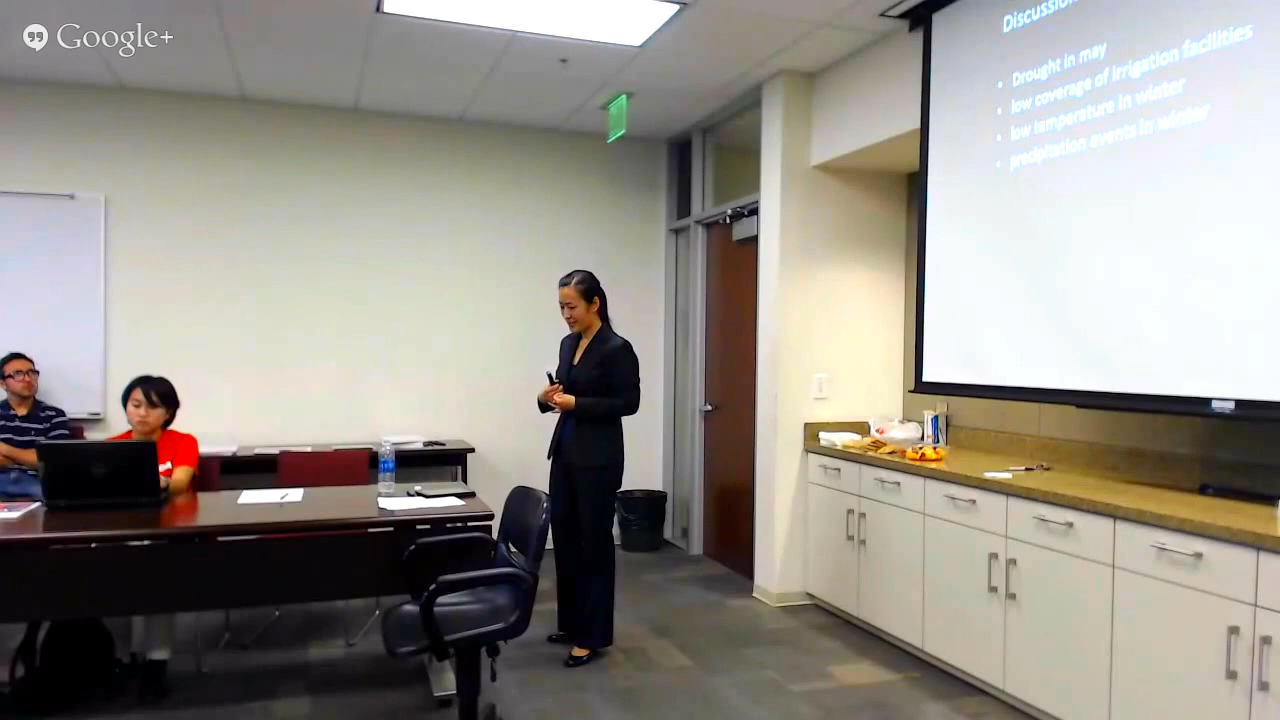 Google+
Discussion
• Drought in may
• low coverage of irrigation facilities
• low temperature in winter
• precipitation events in winter